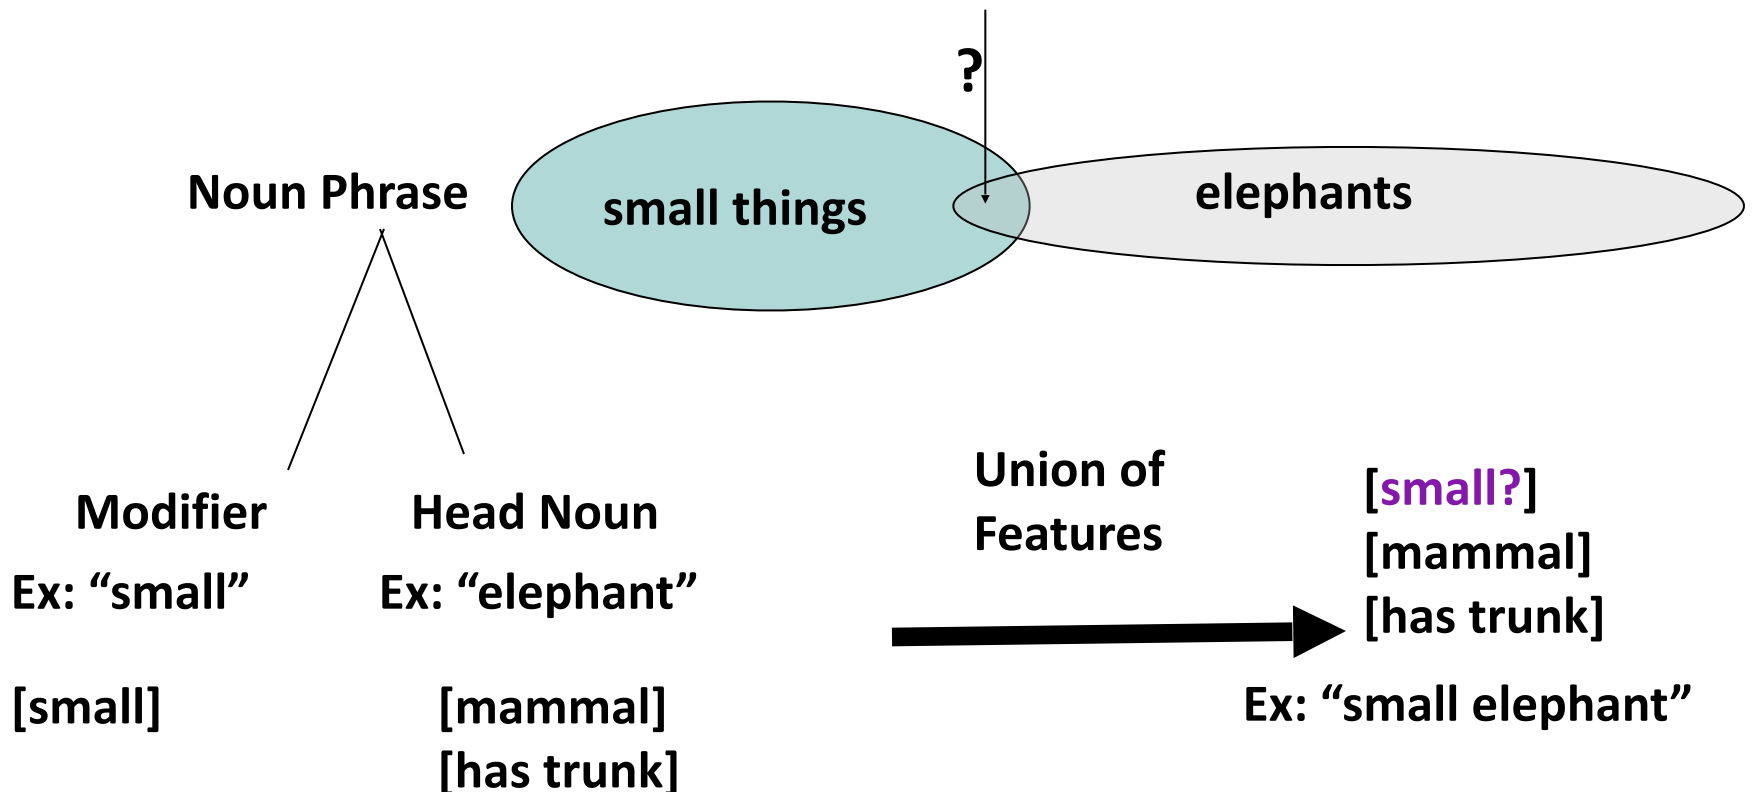 ?
Noun Phrase
small things
elephants
Modifier
Head Noun
Ex: “small”
Ex: “elephant”
[small]
[mammal]
[has trunk]
Union of
Features
[small?]
[mammal]
[has trunk]
Ex: “small elephant”